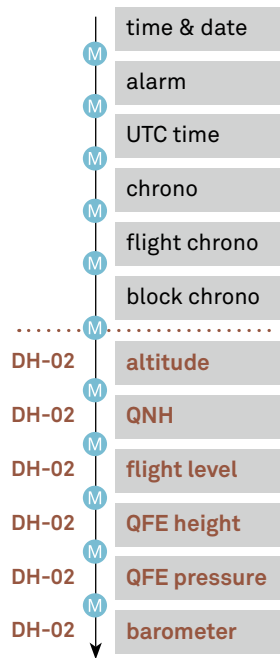 time & date
M
alarm
M
UTC time
M
chrono
M
flight chrono
M
block chrono
M
DH-02 altitude
M
DH-02 QNH
M
DH-02 flight level
M
DH-02 QFE height
M
DH-02 QFE pressure
M
DH-02 barometer